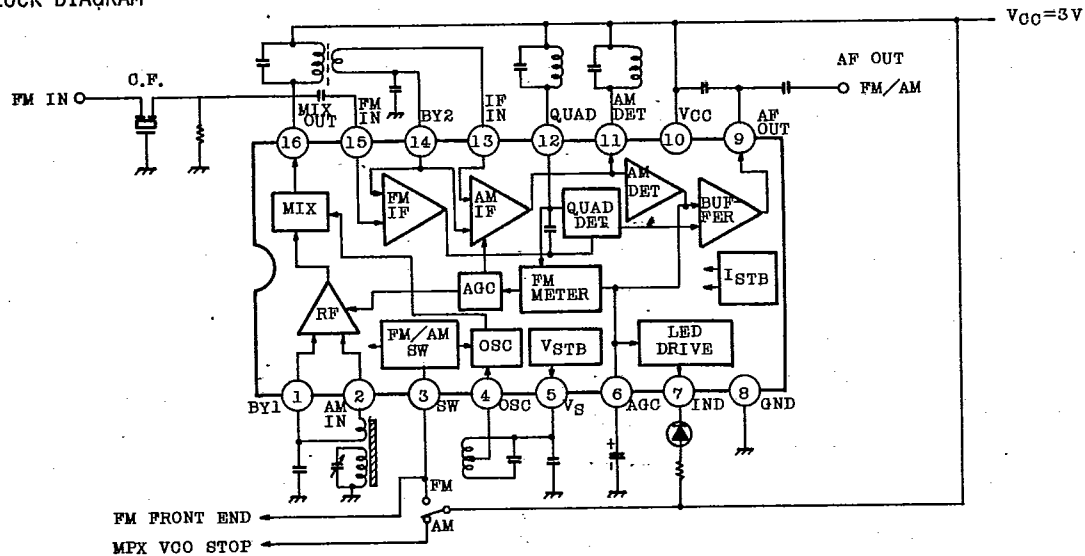 BLOCK DIAGRAM
VCC=3V
C.F.
AF OUT
FM IN
FM/AM
MIX OUT
FM IN
BY2
IF IN
QUAD
AM DET
VCC
AF OUT
16
15
14
13
12
11
10
9
MIX
FM IF
AM IF
QUAD DET
AM DET
BUFFER
ISTB
RF
AGC
FM METER
FM/AM SW
OSC
VSTB
LED DRIVE
1
2
3
4
5
6
7
8
BY1
AM IN
SW
OSC
VS
AGC
IND
GND
+
-
FM
AM
FM FRONT END
MPX VCO STOP